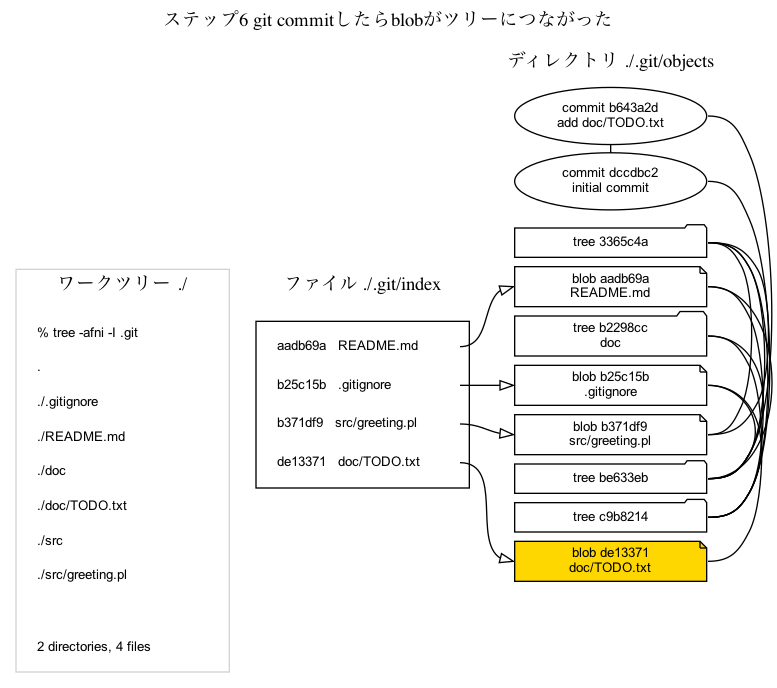 ステップ6 git commitしたらblobがツリーにつながった
ディレクトリ ./.git/objects
commit b643a2d
add doc/TODO.txt
commit dccdbc2
initial commit
tree 3365c4a
blob aadb69a
README.md
tree b2298cc
doc
blob b25c15b
.gitignore
blob b371df9
src/greeting.pl
tree be633eb
tree c9b8214
blob de13371
doc/TODO.txt
ファイル ./.git/index
aadb69a README.md
b25c15b .gitignore
b371df9 src/greeting.pl
de13371 doc/TODO.txt
ワークツリー ./
% tree -afni -I .git
.
./.gitignore
./README.md
./doc
./doc/TODO.txt
./src
./src/greeting.pl
2 directories, 4 files